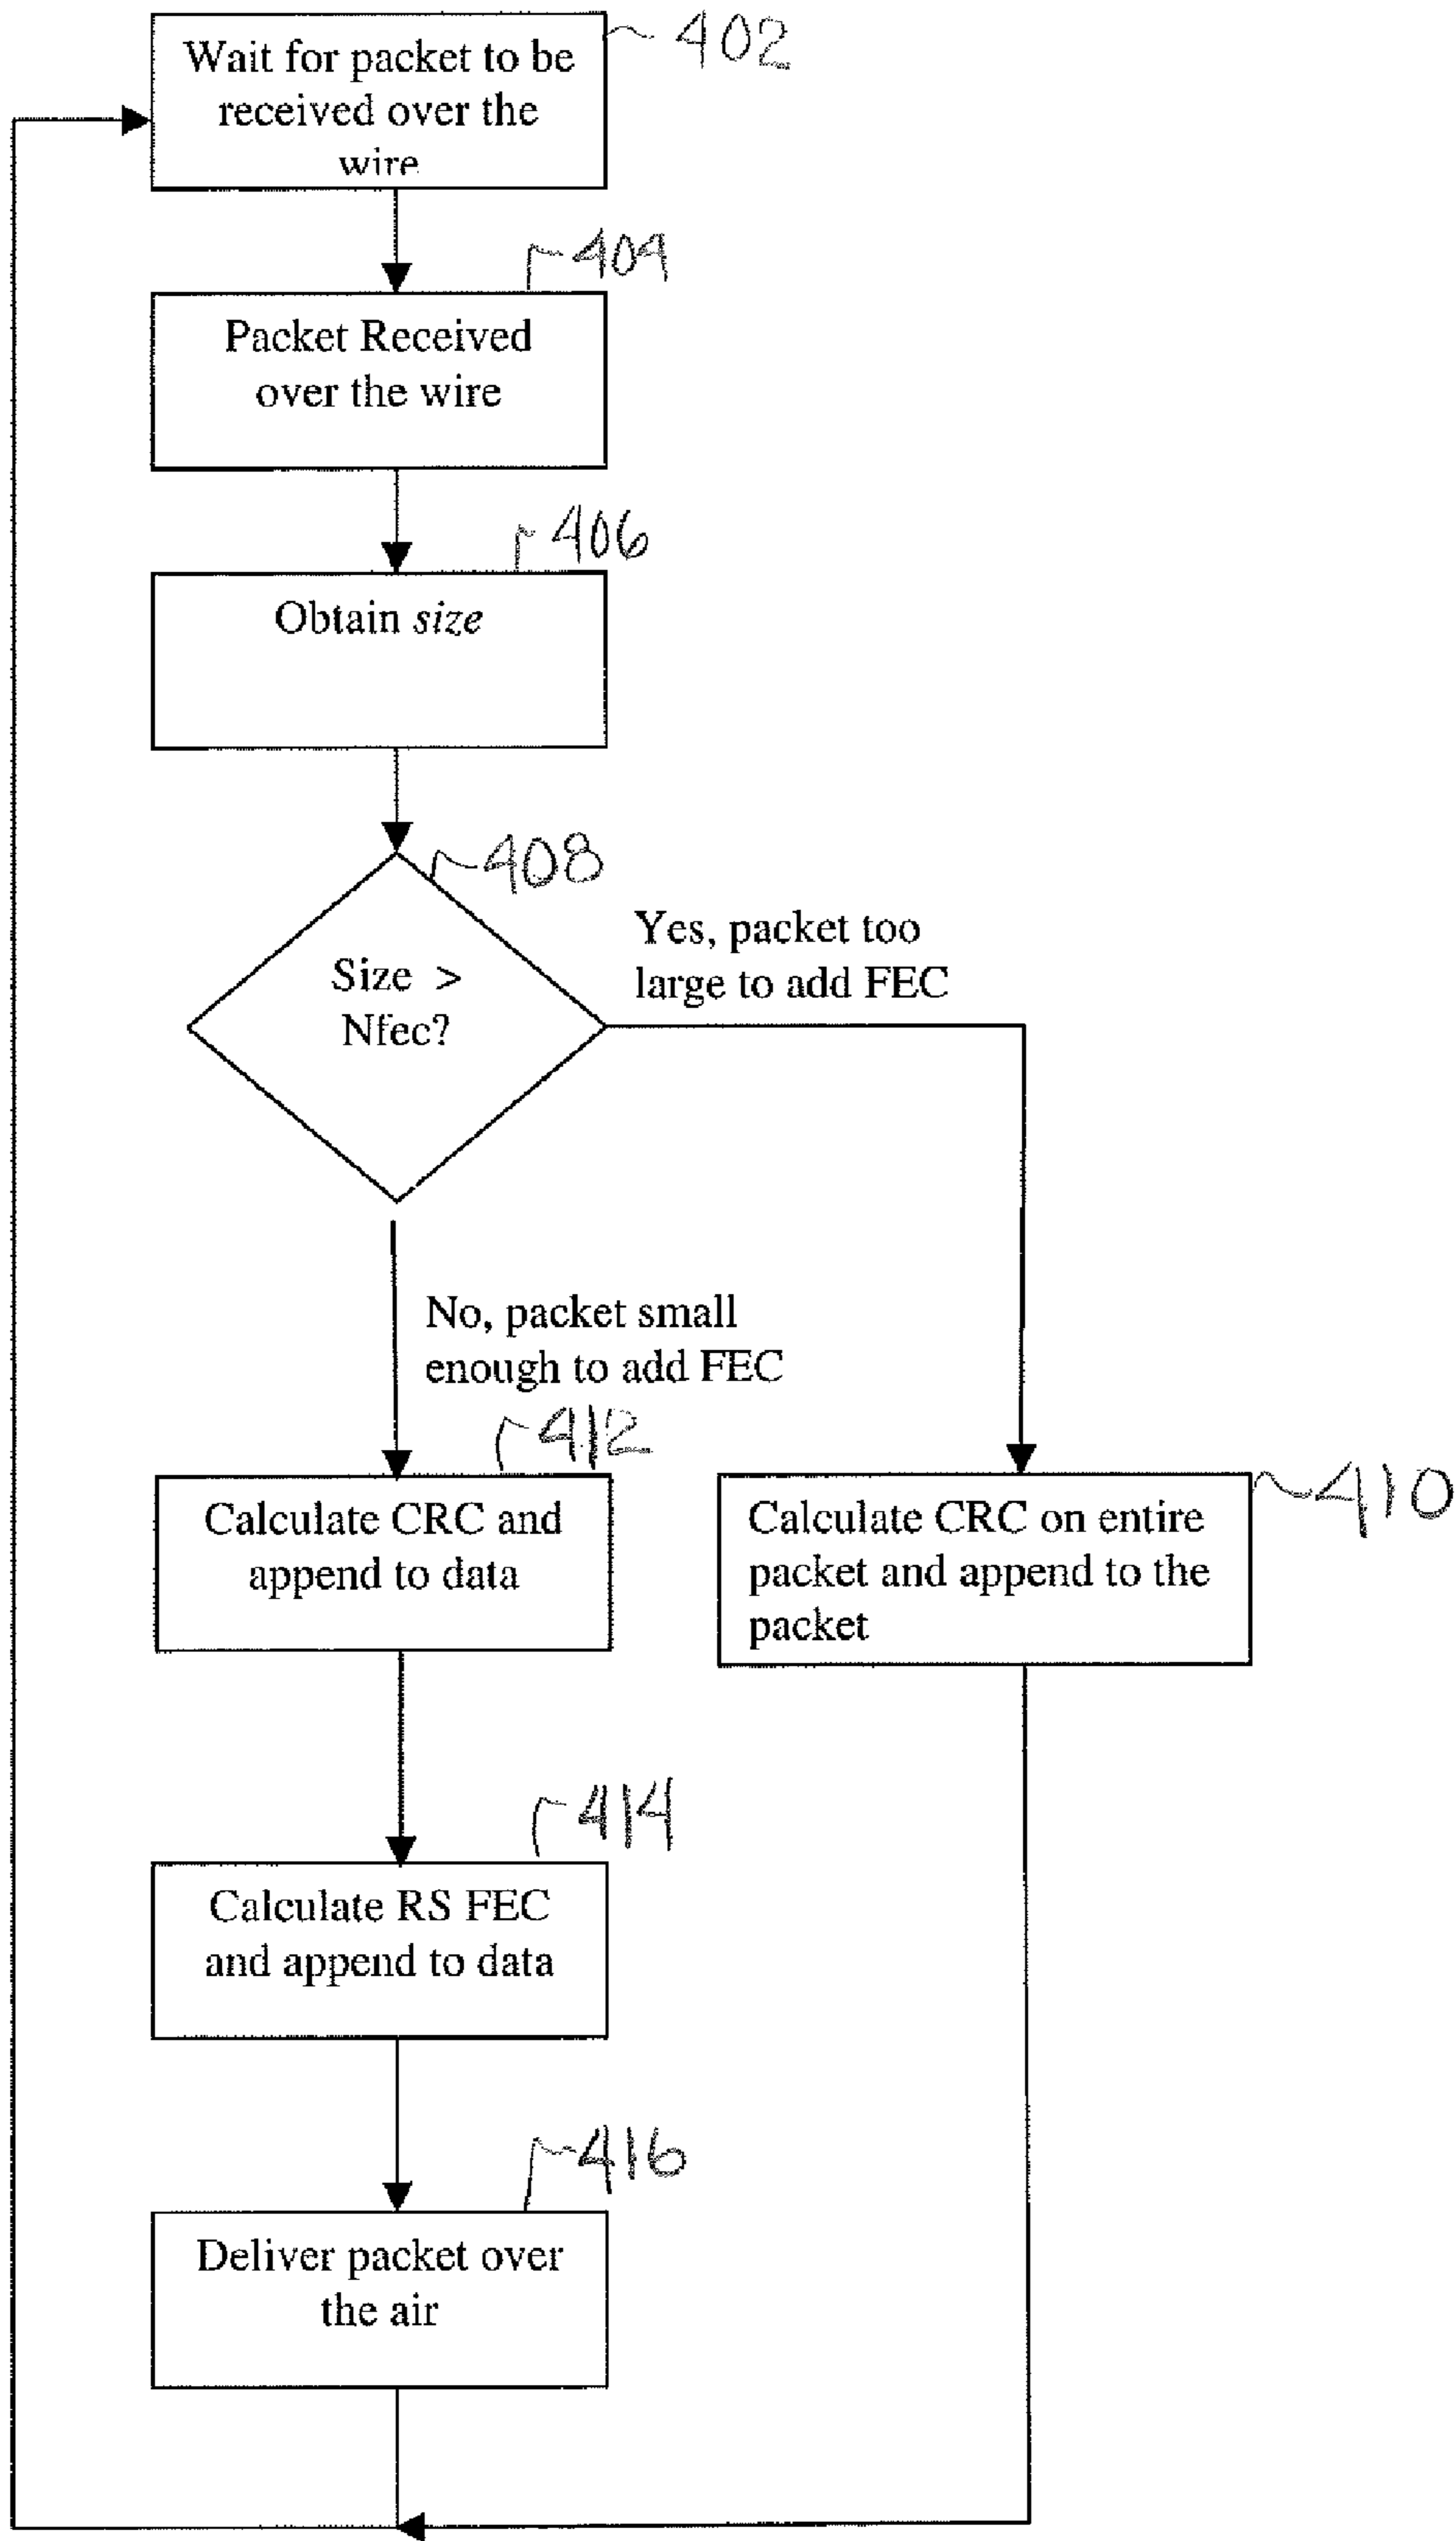 Wait for packet to be
received over the
wire
402
404
Packet Received
over the wire
406
Obtain size
408
Size >
Nfec?
Yes, packet too
large to add FEC
No, packet small
enough to add FEC
412
Calculate CRC and
append to data
410
Calculate CRC on entire
packet and append to the
packet
414
Calculate RS FEC
and append to data
416
Deliver packet over
the air